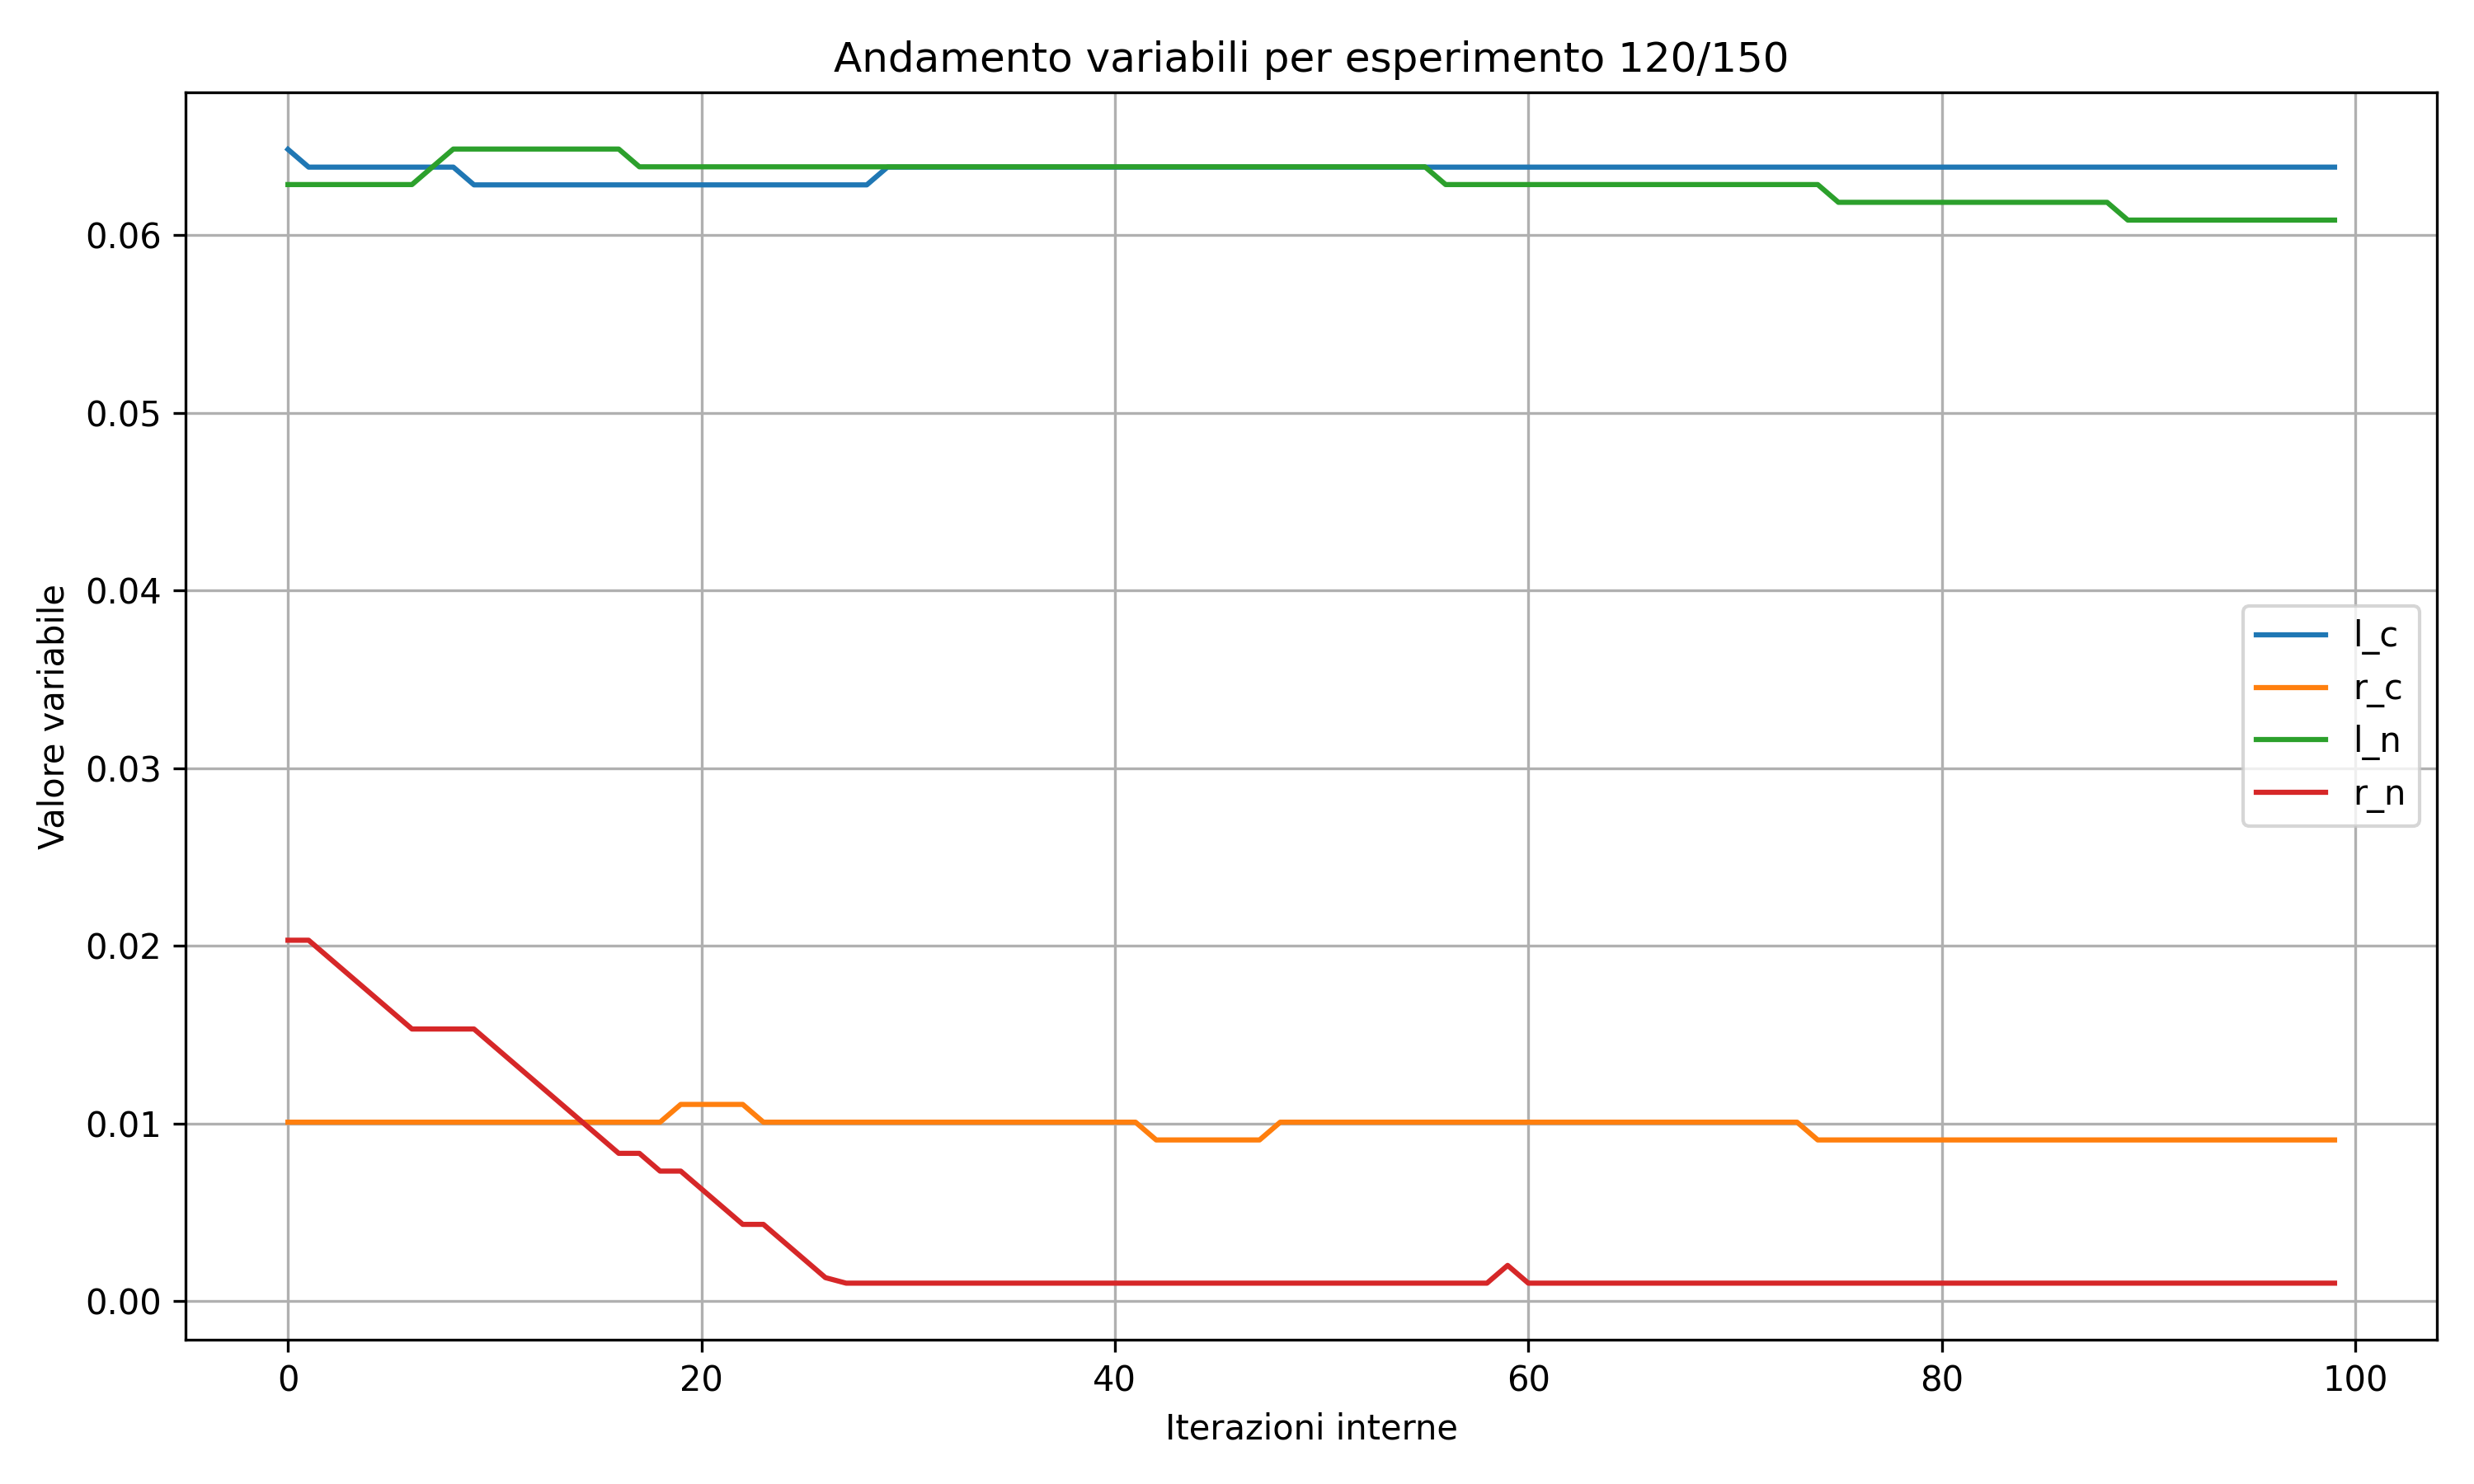 Andamento variabili per esperimento 120/150
Valore variabile
0.06
0.05
0.04
0.03
0.02
0.01
0.00
l_c
r_c
l_n
r_n
0 20 40 60 80 100
Iterazioni interne